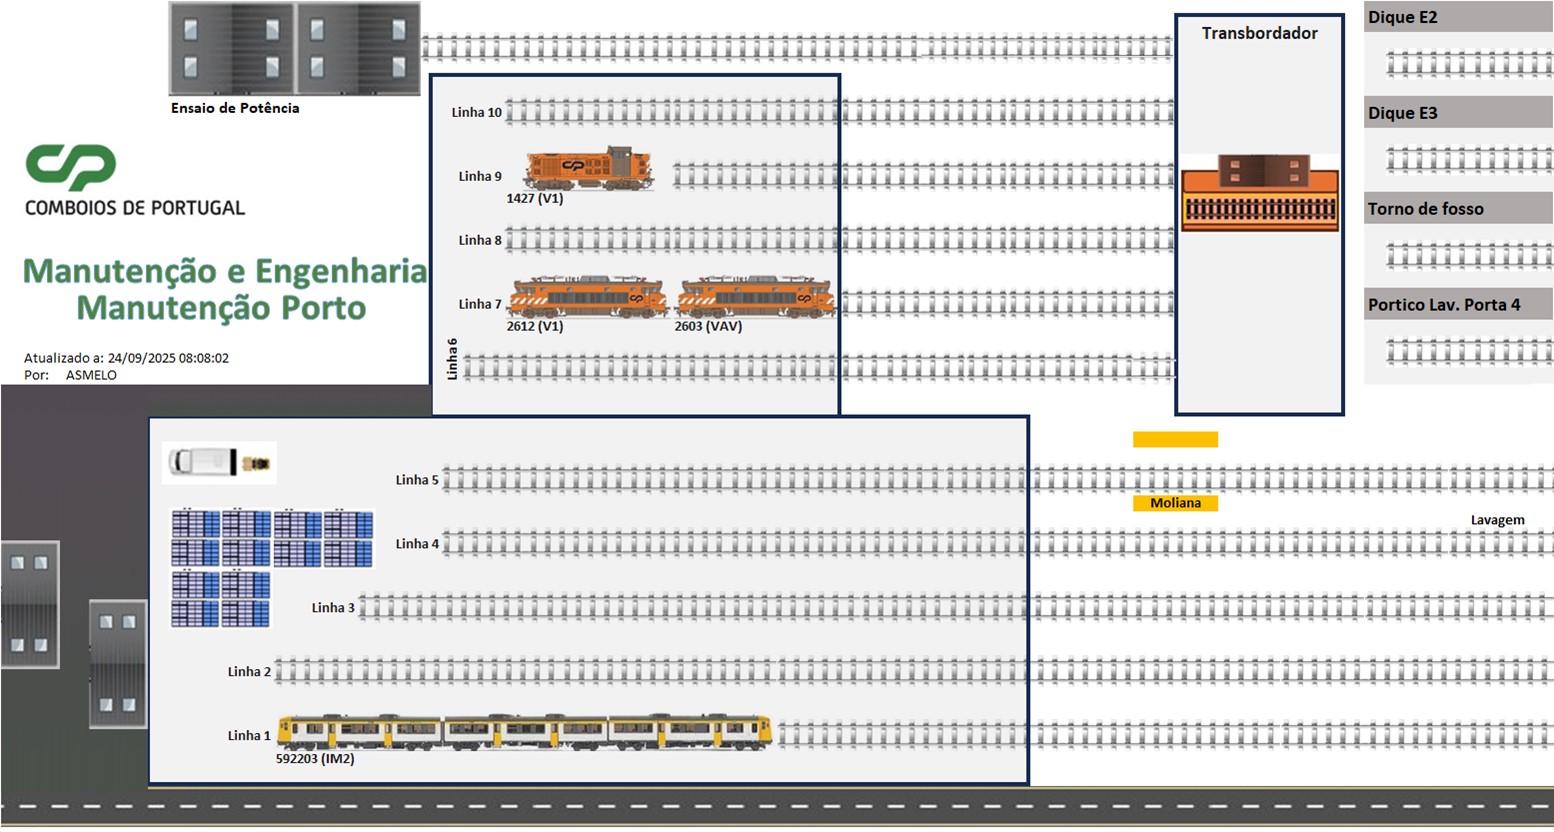 Ensaio de Potência
CP
COMBOIOS DE PORTUGAL
Manutenção e Engenharia
Manutenção Porto
Atualizado a: 24/09/2025 08:08:02
Por: ASMELO
Linha 10
Linha 9
1427 (V1)
Linha 8
Linha 7
2612 (V1) 2603 (VAV)
Linha 6
Transbordador
Dique E2
Dique E3
Torno de fosso
Portico Lav. Porta 4
Linha 5
Moliana
Lavagem
Linha 4
Linha 3
Linha 2
Linha 1
592203 (IM2)